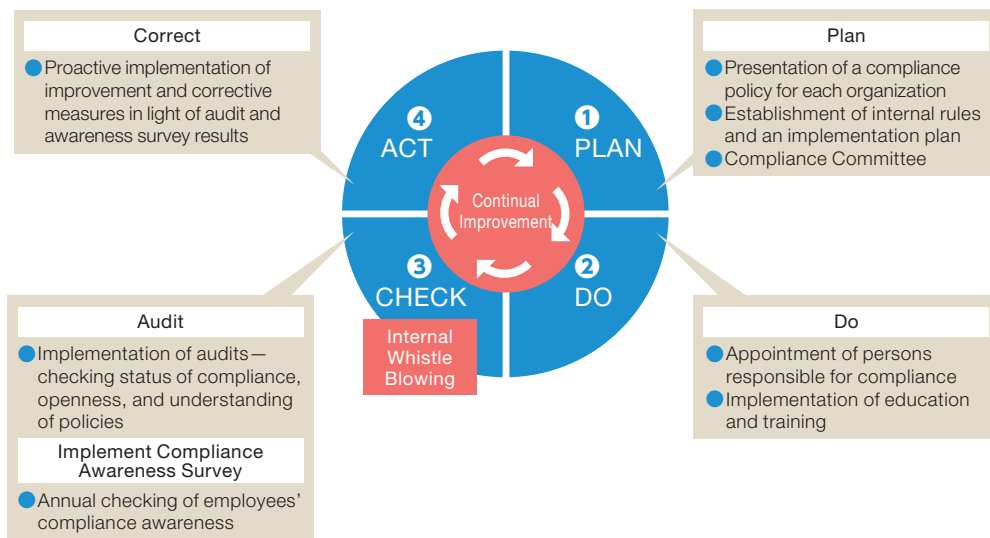 Correct
● Proactive implementation of
improvement and corrective
measures in light of audit and
awareness survey results
Plan
● Presentation of a compliance
policy for each organization
● Establishment of internal rules
and an implementation plan
● Compliance Committee
❹
ACT
❶
PLAN
Continual
Improvement
❸
CHECK
❷
DO
Internal
Whistle
Blowing
Audit
● Implementation of audits—
checking status of compliance,
openness, and understanding
of policies
Implement Compliance
Awareness Survey
● Annual checking of employees’
compliance awareness
Do
● Appointment of persons
responsible for compliance
● Implementation of education
and training